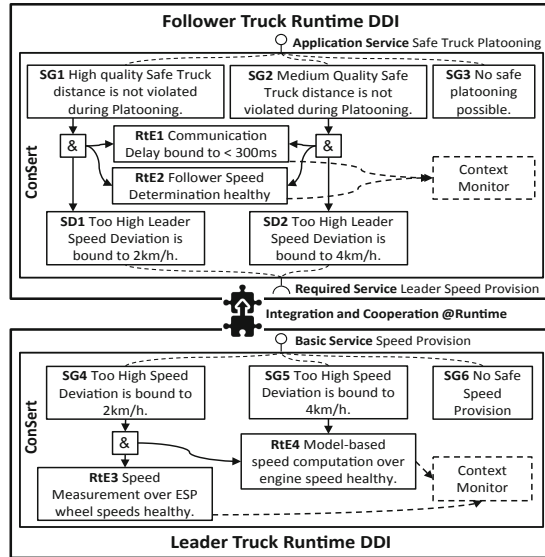 Follower Truck Runtime DDI
Application Service Safe Truck Platooning
SG1 High quality Safe Truck
distance is not violated
during Platooning.
SG2 Medium Quality Safe
Truck distance is not
violated during Platooning.
SG3 No safe
platooning
possible.
&
RtE1 Communication
Delay bound to < 300ms
&
RtE2 Follower Speed
Determination healthy
Context
Monitor
ConSert
SD1 Too High Leader
Speed Deviation is
bound to 2km/h.
SD2 Too High Leader
Speed Deviation is
bound to 4km/h.
Required Service Leader Speed Provision
Integration and Cooperation @Runtime
Basic Service Speed Provision
SG4 Too High Speed
Deviation is bound to
2km/h.
SG5 Too High Speed
Deviation is bound to
4km/h.
SG6 No Safe
Speed
Provision
ConSert
&
RtE4 Model-based
speed computation over
engine speed healthy.
RtE3 Speed
Measurement over ESP
wheel speeds healthy.
Context
Monitor
Leader Truck Runtime DDI